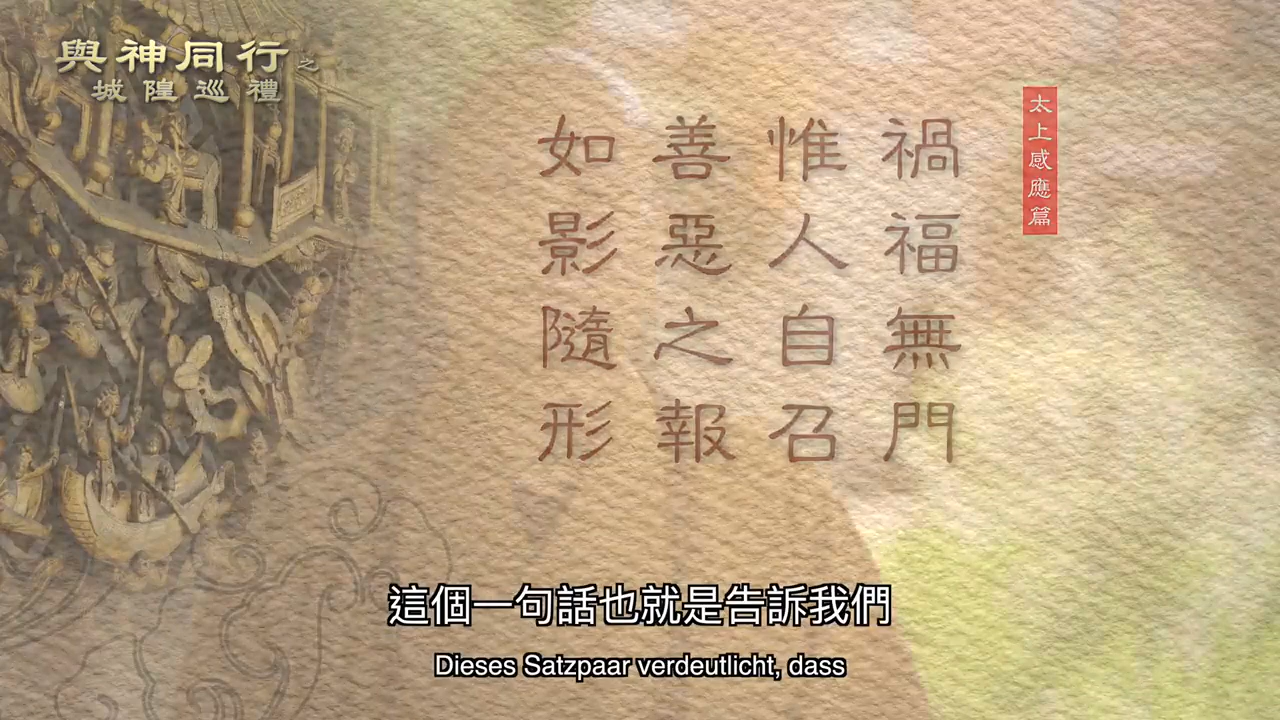 與神同行之
城隍巡禮
太上感應篇
禍福無門
惟人自召
善惡之報
如影隨形
這個一句話也就是告訴我們
Dieses Satzpaar verdeutlicht, dass